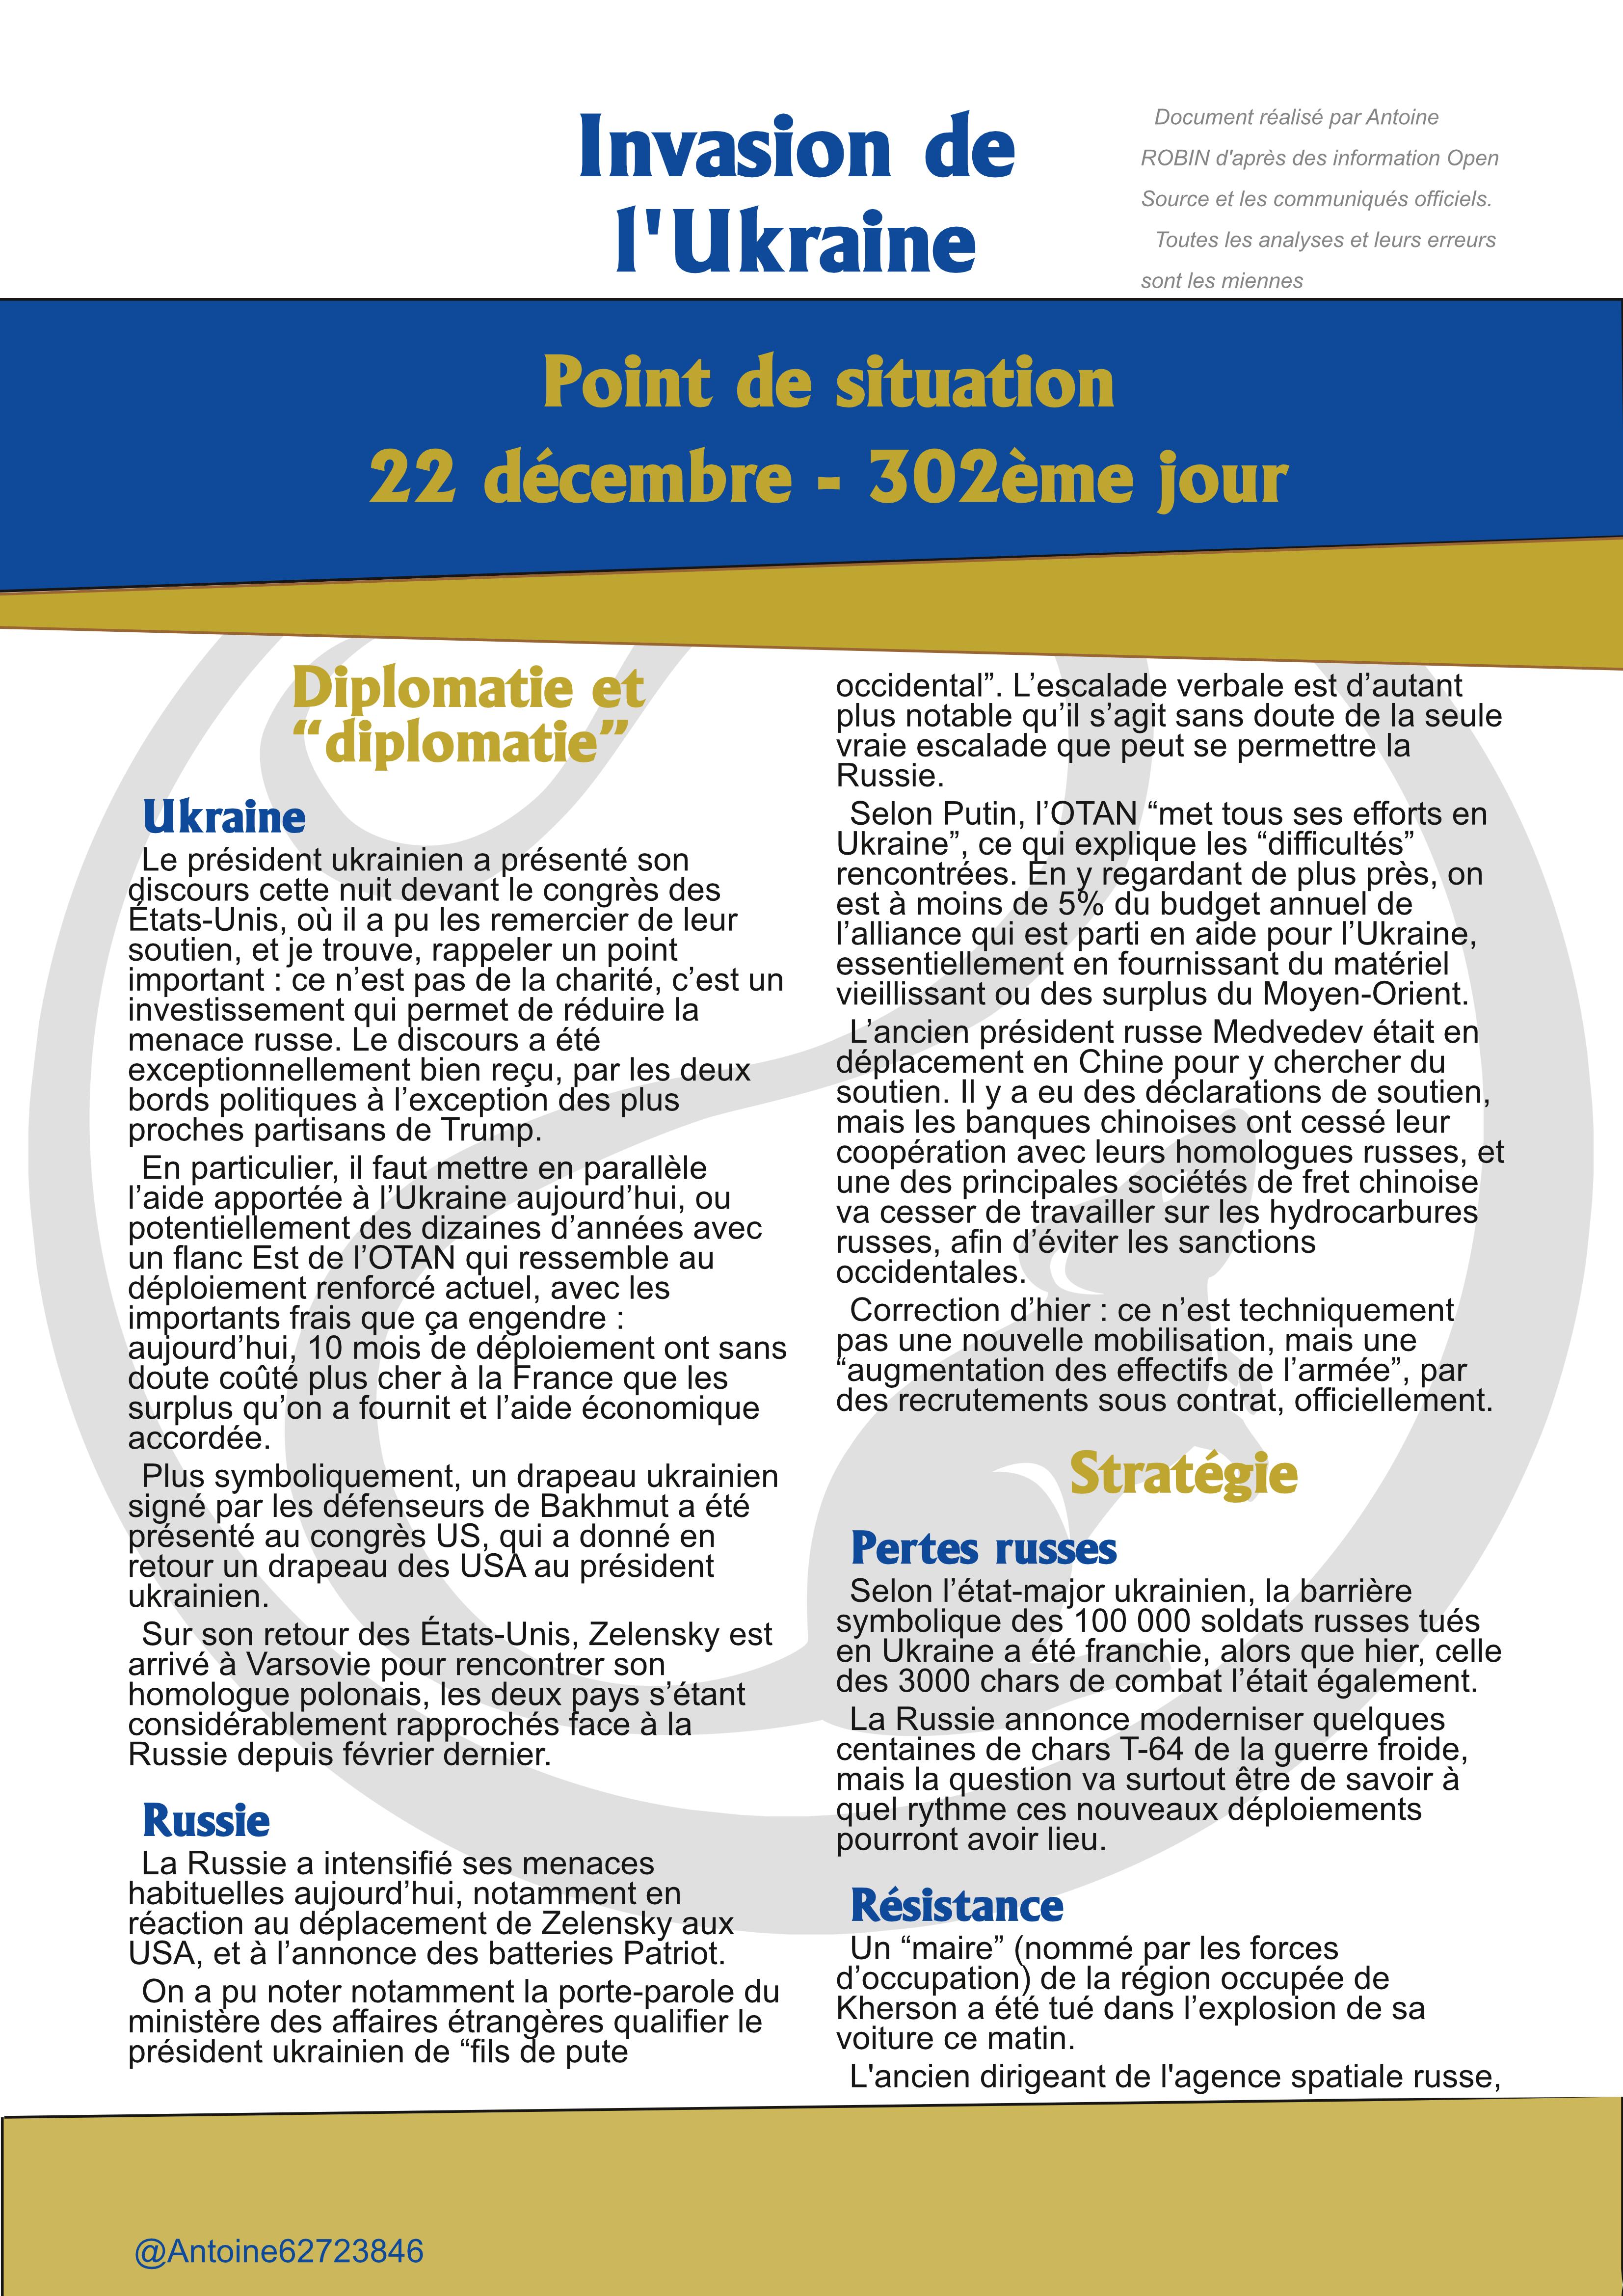 Invasion de
l'Ukraine
Document réalisé par Antoine
ROBIN d'après des information Open
Source et les communiqués officiels.
Toutes les analyses et leurs erreurs
sont les miennes
Point de situation
22 décembre - 302ème jour
Diplomatie et
“diplomatie”
Ukraine
Le président ukrainien a présenté son
discours cette nuit devant le congrès des
États-Unis, où il a pu les remercier de leur
soutien, et je trouve, rappeler un point
important : ce n’est pas de la charité, c’est un
investissement qui permet de réduire la
menace russe. Le discours a été
exceptionnellement bien reçu, par les deux
bords politiques à l’exception des plus
proches partisans de Trump.
En particulier, il faut mettre en parallèle
l’aide apportée à l’Ukraine aujourd’hui, ou
potentiellement des dizaines d’années avec
un flanc Est de l’OTAN qui ressemble au
déploiement renforcé actuel, avec les
importants frais que ça engendre :
aujourd’hui, 10 mois de déploiement ont sans
doute coûté plus cher à la France que les
surplus qu’on a fournit et l’aide économique
accordée.
Plus symboliquement, un drapeau ukrainien
signé par les défenseurs de Bakhmut a été
présenté au congrès US, qui a donné en
retour un drapeau des USA au président
ukrainien.
Sur son retour des États-Unis, Zelensky est
arrivé à Varsovie pour rencontrer son
homologue polonais, les deux pays s’étant
considérablement rapprochés face à la
Russie depuis février dernier.
Russie
La Russie a intensifié ses menaces
habituelles aujourd’hui, notamment en
réaction au déplacement de Zelensky aux
USA, et à l’annonce des batteries Patriot.
On a pu noter notamment la porte-parole du
ministère des affaires étrangères qualifier le
président ukrainien de “fils de pute
occidental”. L’escalade verbale est d’autant
plus notable qu’il s’agit sans doute de la seule
vraie escalade que peut se permettre la
Russie.
Selon Putin, l’OTAN “met tous ses efforts en
Ukraine”, ce qui explique les “difficultés”
rencontrées. En y regardant de plus près, on
est à moins de 5% du budget annuel de
l’alliance qui est parti en aide pour l’Ukraine,
essentiellement en fournissant du matériel
vieillissant ou des surplus du Moyen-Orient.
L’ancien président russe Medvedev était en
déplacement en Chine pour y chercher du
soutien. Il y a eu des déclarations de soutien,
mais les banques chinoises ont cessé leur
coopération avec leurs homologues russes, et
une des principales sociétés de fret chinoise
va cesser de travailler sur les hydrocarbures
russes, afin d’éviter les sanctions
occidentales.
Correction d’hier : ce n’est techniquement
pas une nouvelle mobilisation, mais une
“augmentation des effectifs de l’armée”, par
des recrutements sous contrat, officiellement.
Stratégie
Pertes russes
Selon l’état-major ukrainien, la barrière
symbolique des 100 000 soldats russes tués
en Ukraine a été franchie, alors que hier, celle
des 3000 chars de combat l’était également.
La Russie annonce moderniser quelques
centaines de chars T-64 de la guerre froide,
mais la question va surtout être de savoir à
quel rythme ces nouveaux déploiements
pourront avoir lieu.
Résistance
Un “maire” (nommé par les forces
d’occupation) de la région occupée de
Kherson a été tué dans l’explosion de sa
voiture ce matin.
L'ancien dirigeant de l'agence spatiale russe,
@Antoine62723846